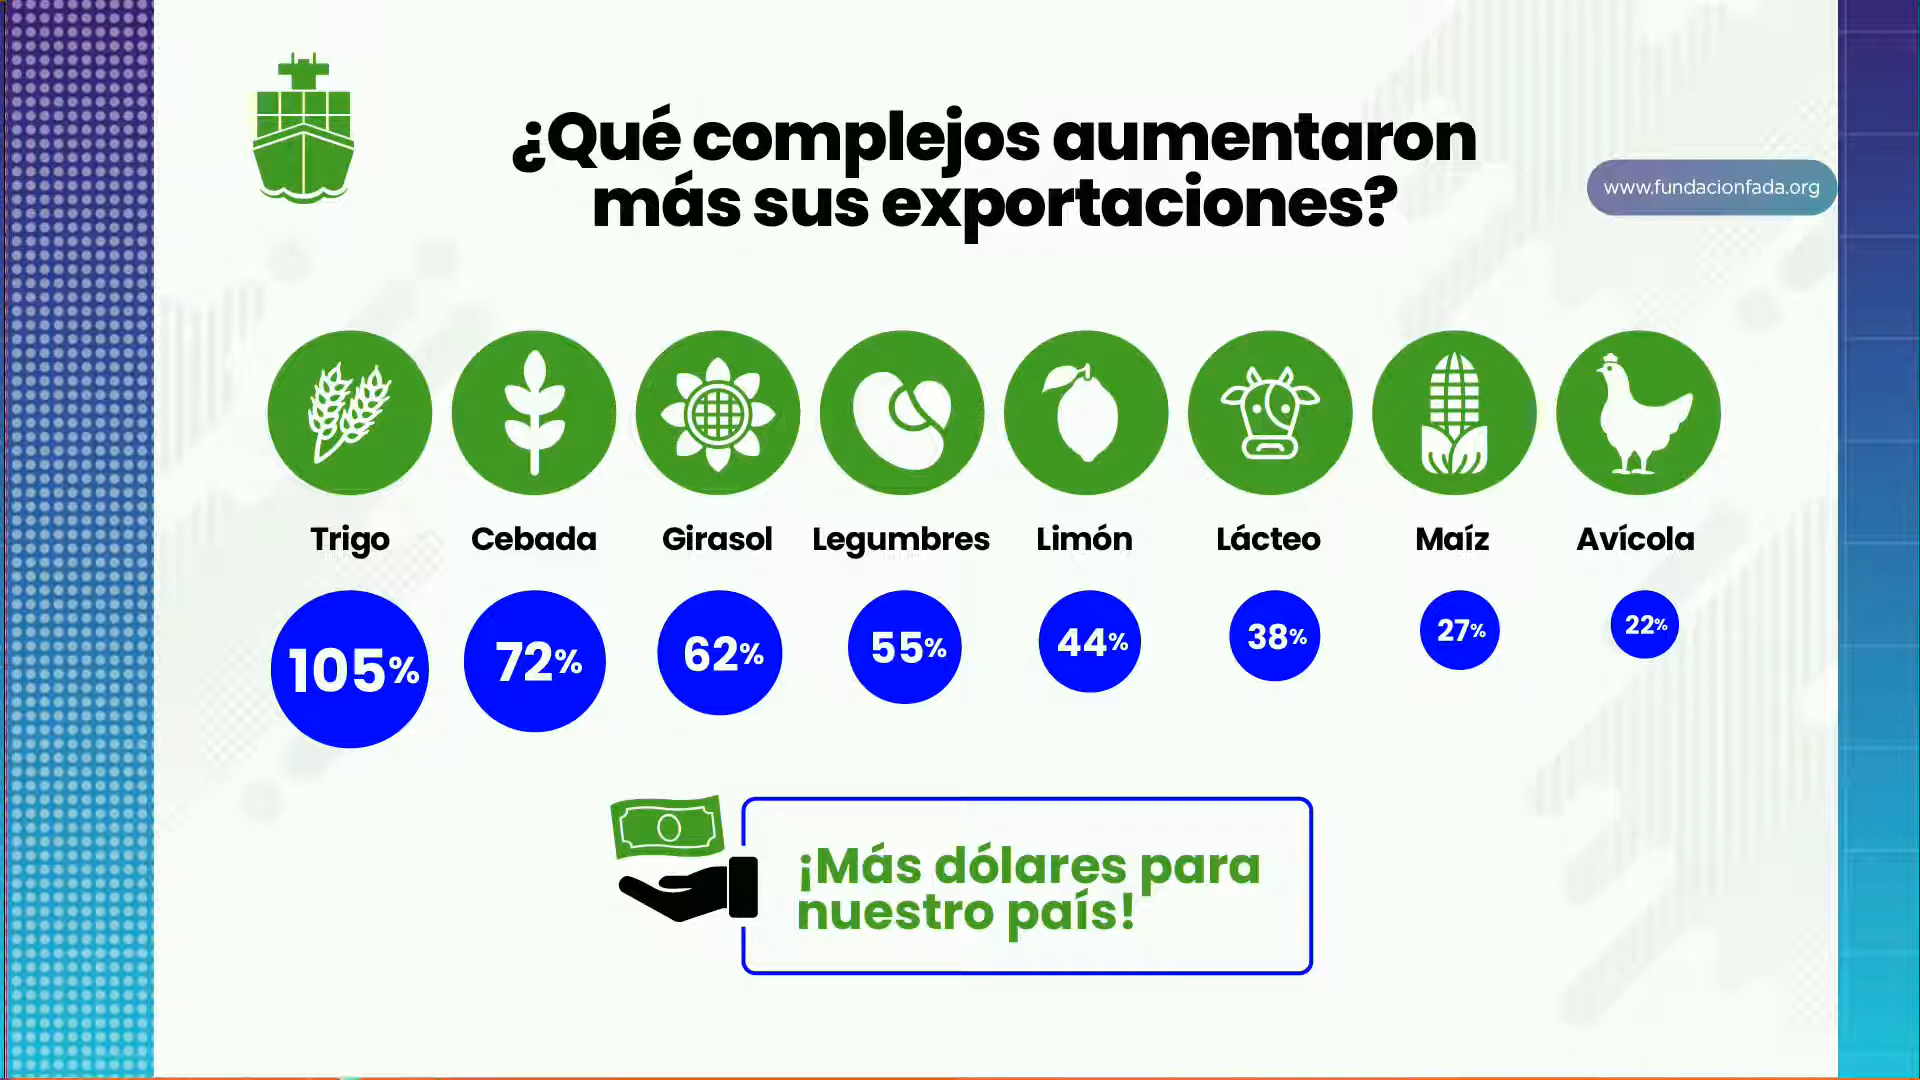 ¿Qué complejos aumentaron
más sus exportaciones?
www.fundacionfada.org
Trigo
Cebada
Girasol
Legumbres
Limón
Lácteo
Maíz
Avícola
105%
72%
62%
55%
44%
38%
27%
22%
¡Más dólares para
nuestro país!